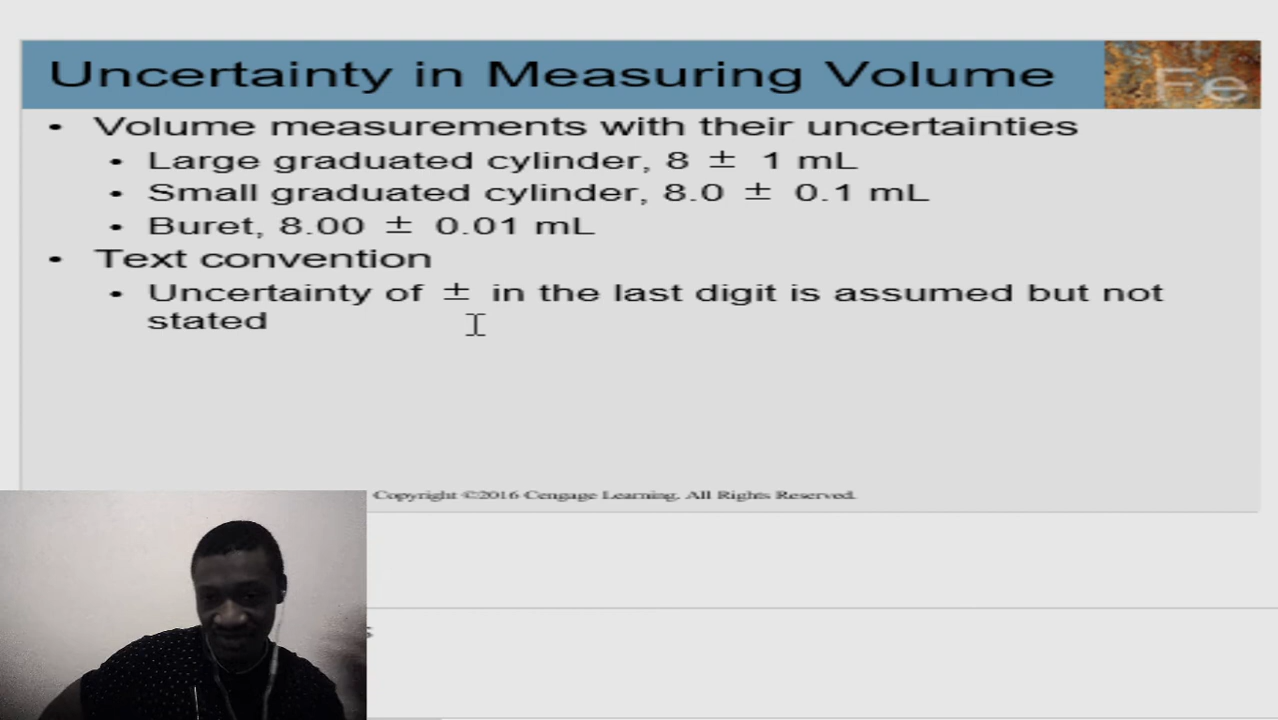 Uncertainty in Measuring Volume
Fe
• Volume measurements with their uncertainties
• Large graduated cylinder, 8 ± 1 mL
• Small graduated cylinder, 8.0 ± 0.1 mL
• Buret, 8.00 ± 0.01 mL
• Text convention
• Uncertainty of ± in the last digit is assumed but not
stated
Copyright ©2016 Cengage Learning. All Rights Reserved.